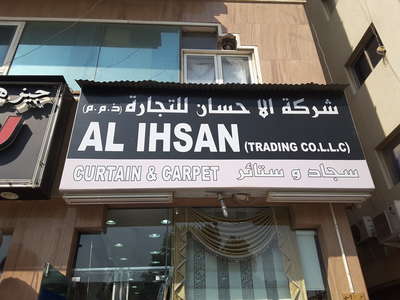 شركة الاحسان للتجارة (ذ.م.م)
AL IHSAN (TRADING CO.L.L.C)
CURTAIN & CARPET سجاد و ستائر